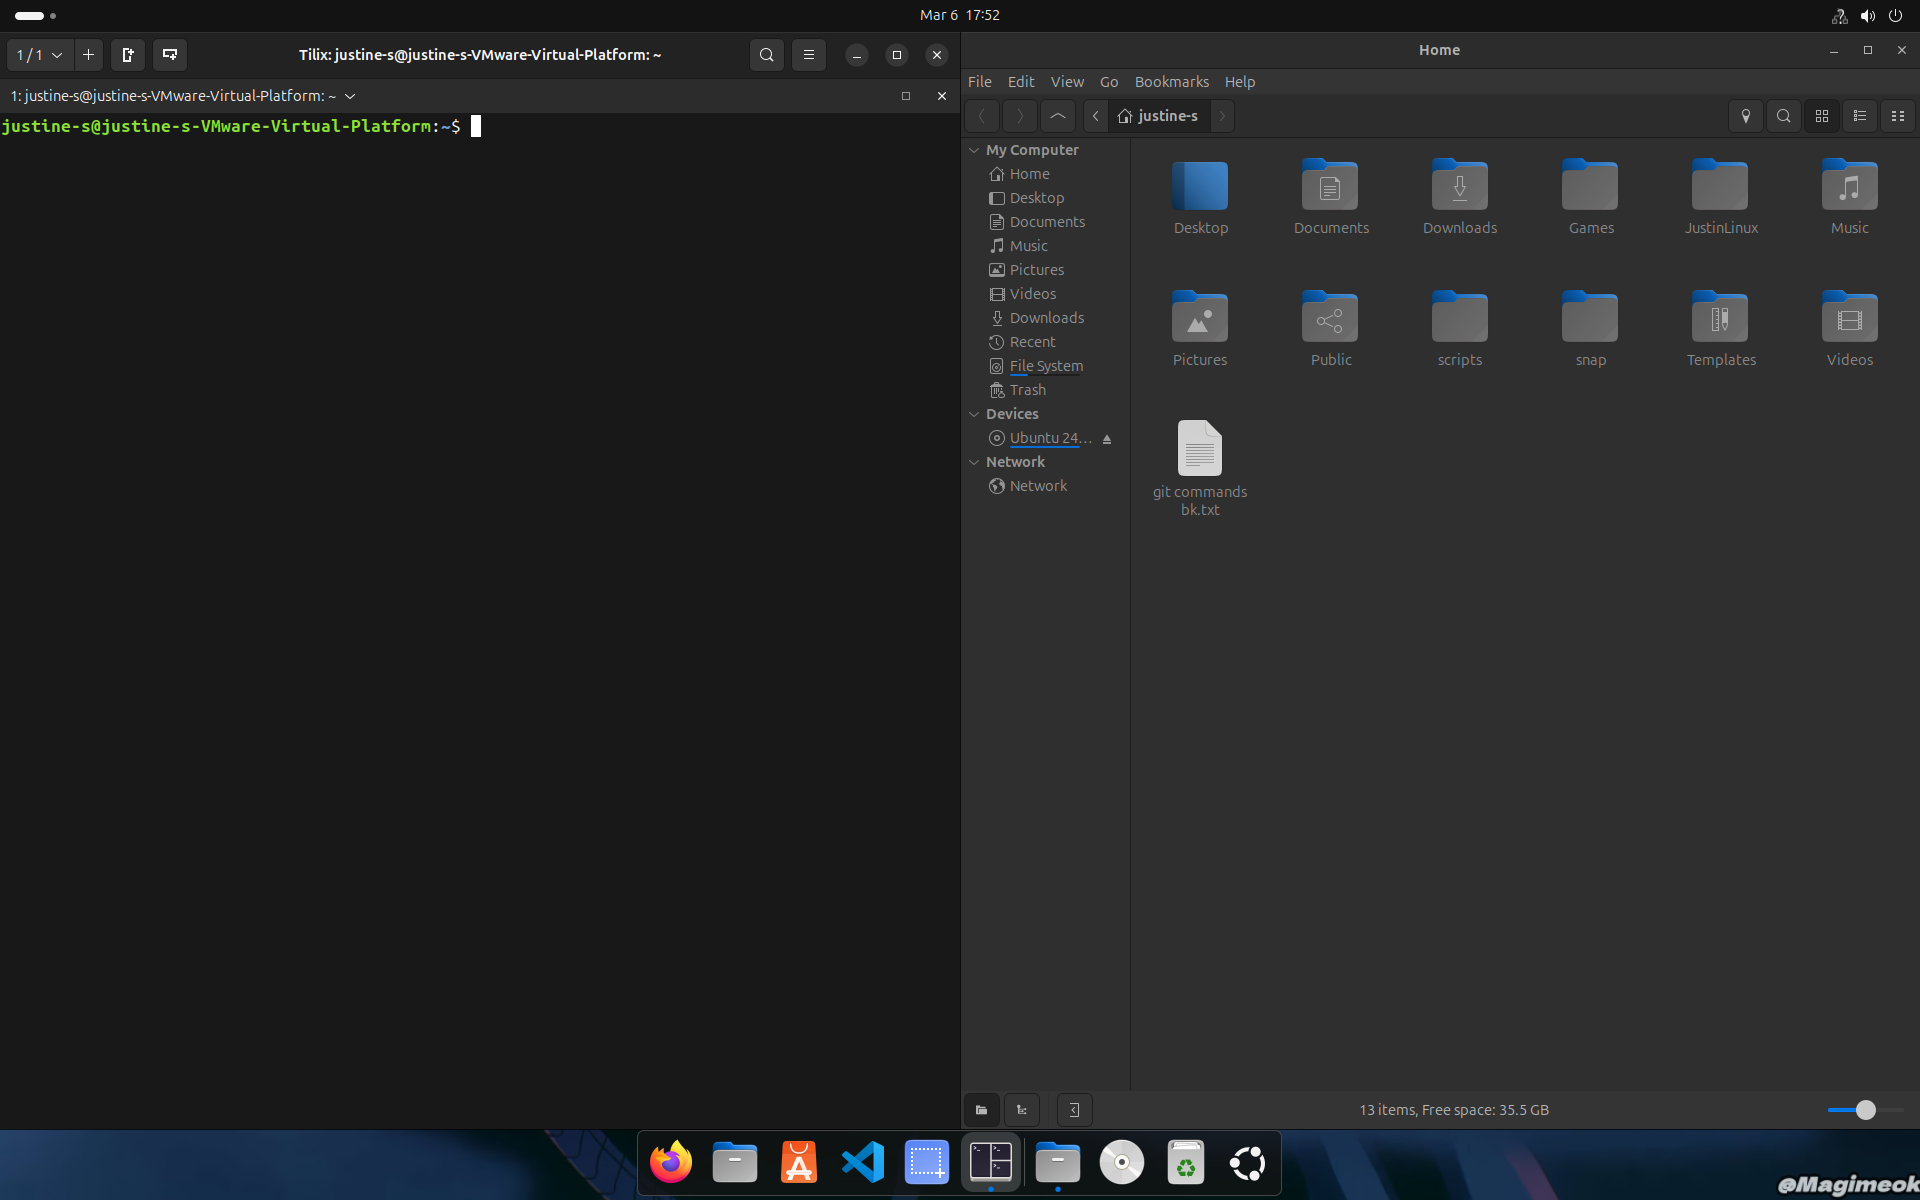 Mar 6 17:52
1 / 1
Tilix: justine-s@justine-s-VMware-Virtual-Platform: ~
1: justine-s@justine-s-VMware-Virtual-Platform: ~
justine-s@justine-s-VMware-Virtual-Platform:~$
Home
File Edit View Go Bookmarks Help
justine-s
My Computer
Home
Desktop
Documents
Music
Pictures
Videos
Downloads
Recent
File System
Trash
Devices
Ubuntu 24...
Network
Network
Desktop Documents Downloads Games JustinLinux Music
Pictures Public scripts snap Templates Videos
git commands
bk.txt
13 items, Free space: 35.5 GB
@Magimeok